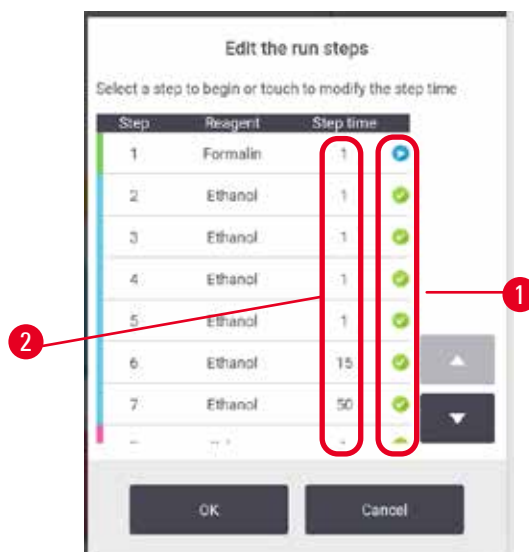 Edit the run steps
Select a step to begin or touch to modify the step time
Step Reagent Step time
1 Formalin 1
2 Ethanol 1
3 Ethanol 1
4 Ethanol 1
1
5 Ethanol 1
2
6 Ethanol 15
7 Ethanol 50
OK Cancel